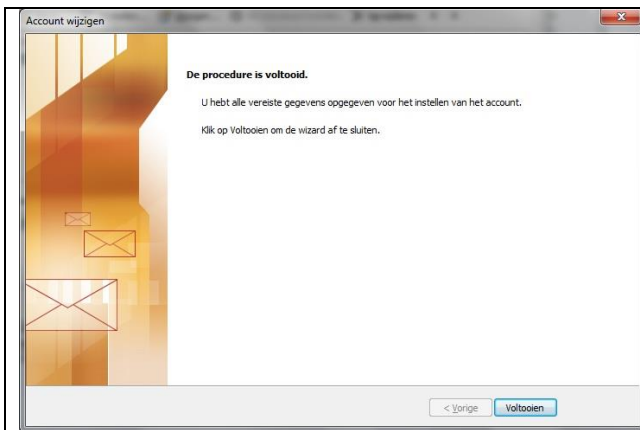 Account wijzigen
De procedure is voltooid.
U hebt alle vereiste gegevens opgegeven voor het instellen van het account.
Klik op Voltooien om de wizard af te sluiten.
< Vorige
Voltooien